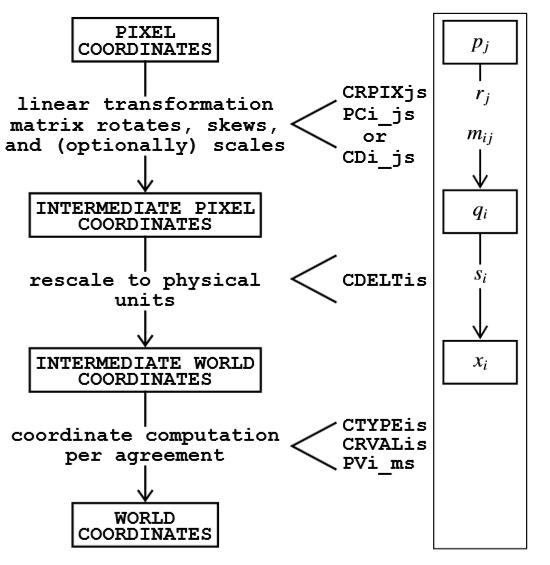 PIXEL
COORDINATES
linear transformation
matrix rotates, skews,
and (optionally) scales
CRPIXjs
PCi_js
or
CDi_js
p_j
r_j
m_ij
INTERMEDIATE PIXEL
COORDINATES
q_i
rescale to physical
units
CDELTis
s_i
INTERMEDIATE WORLD
COORDINATES
x_i
coordinate computation
per agreement
CTYPEis
CRVALis
PVi_ms
WORLD
COORDINATES